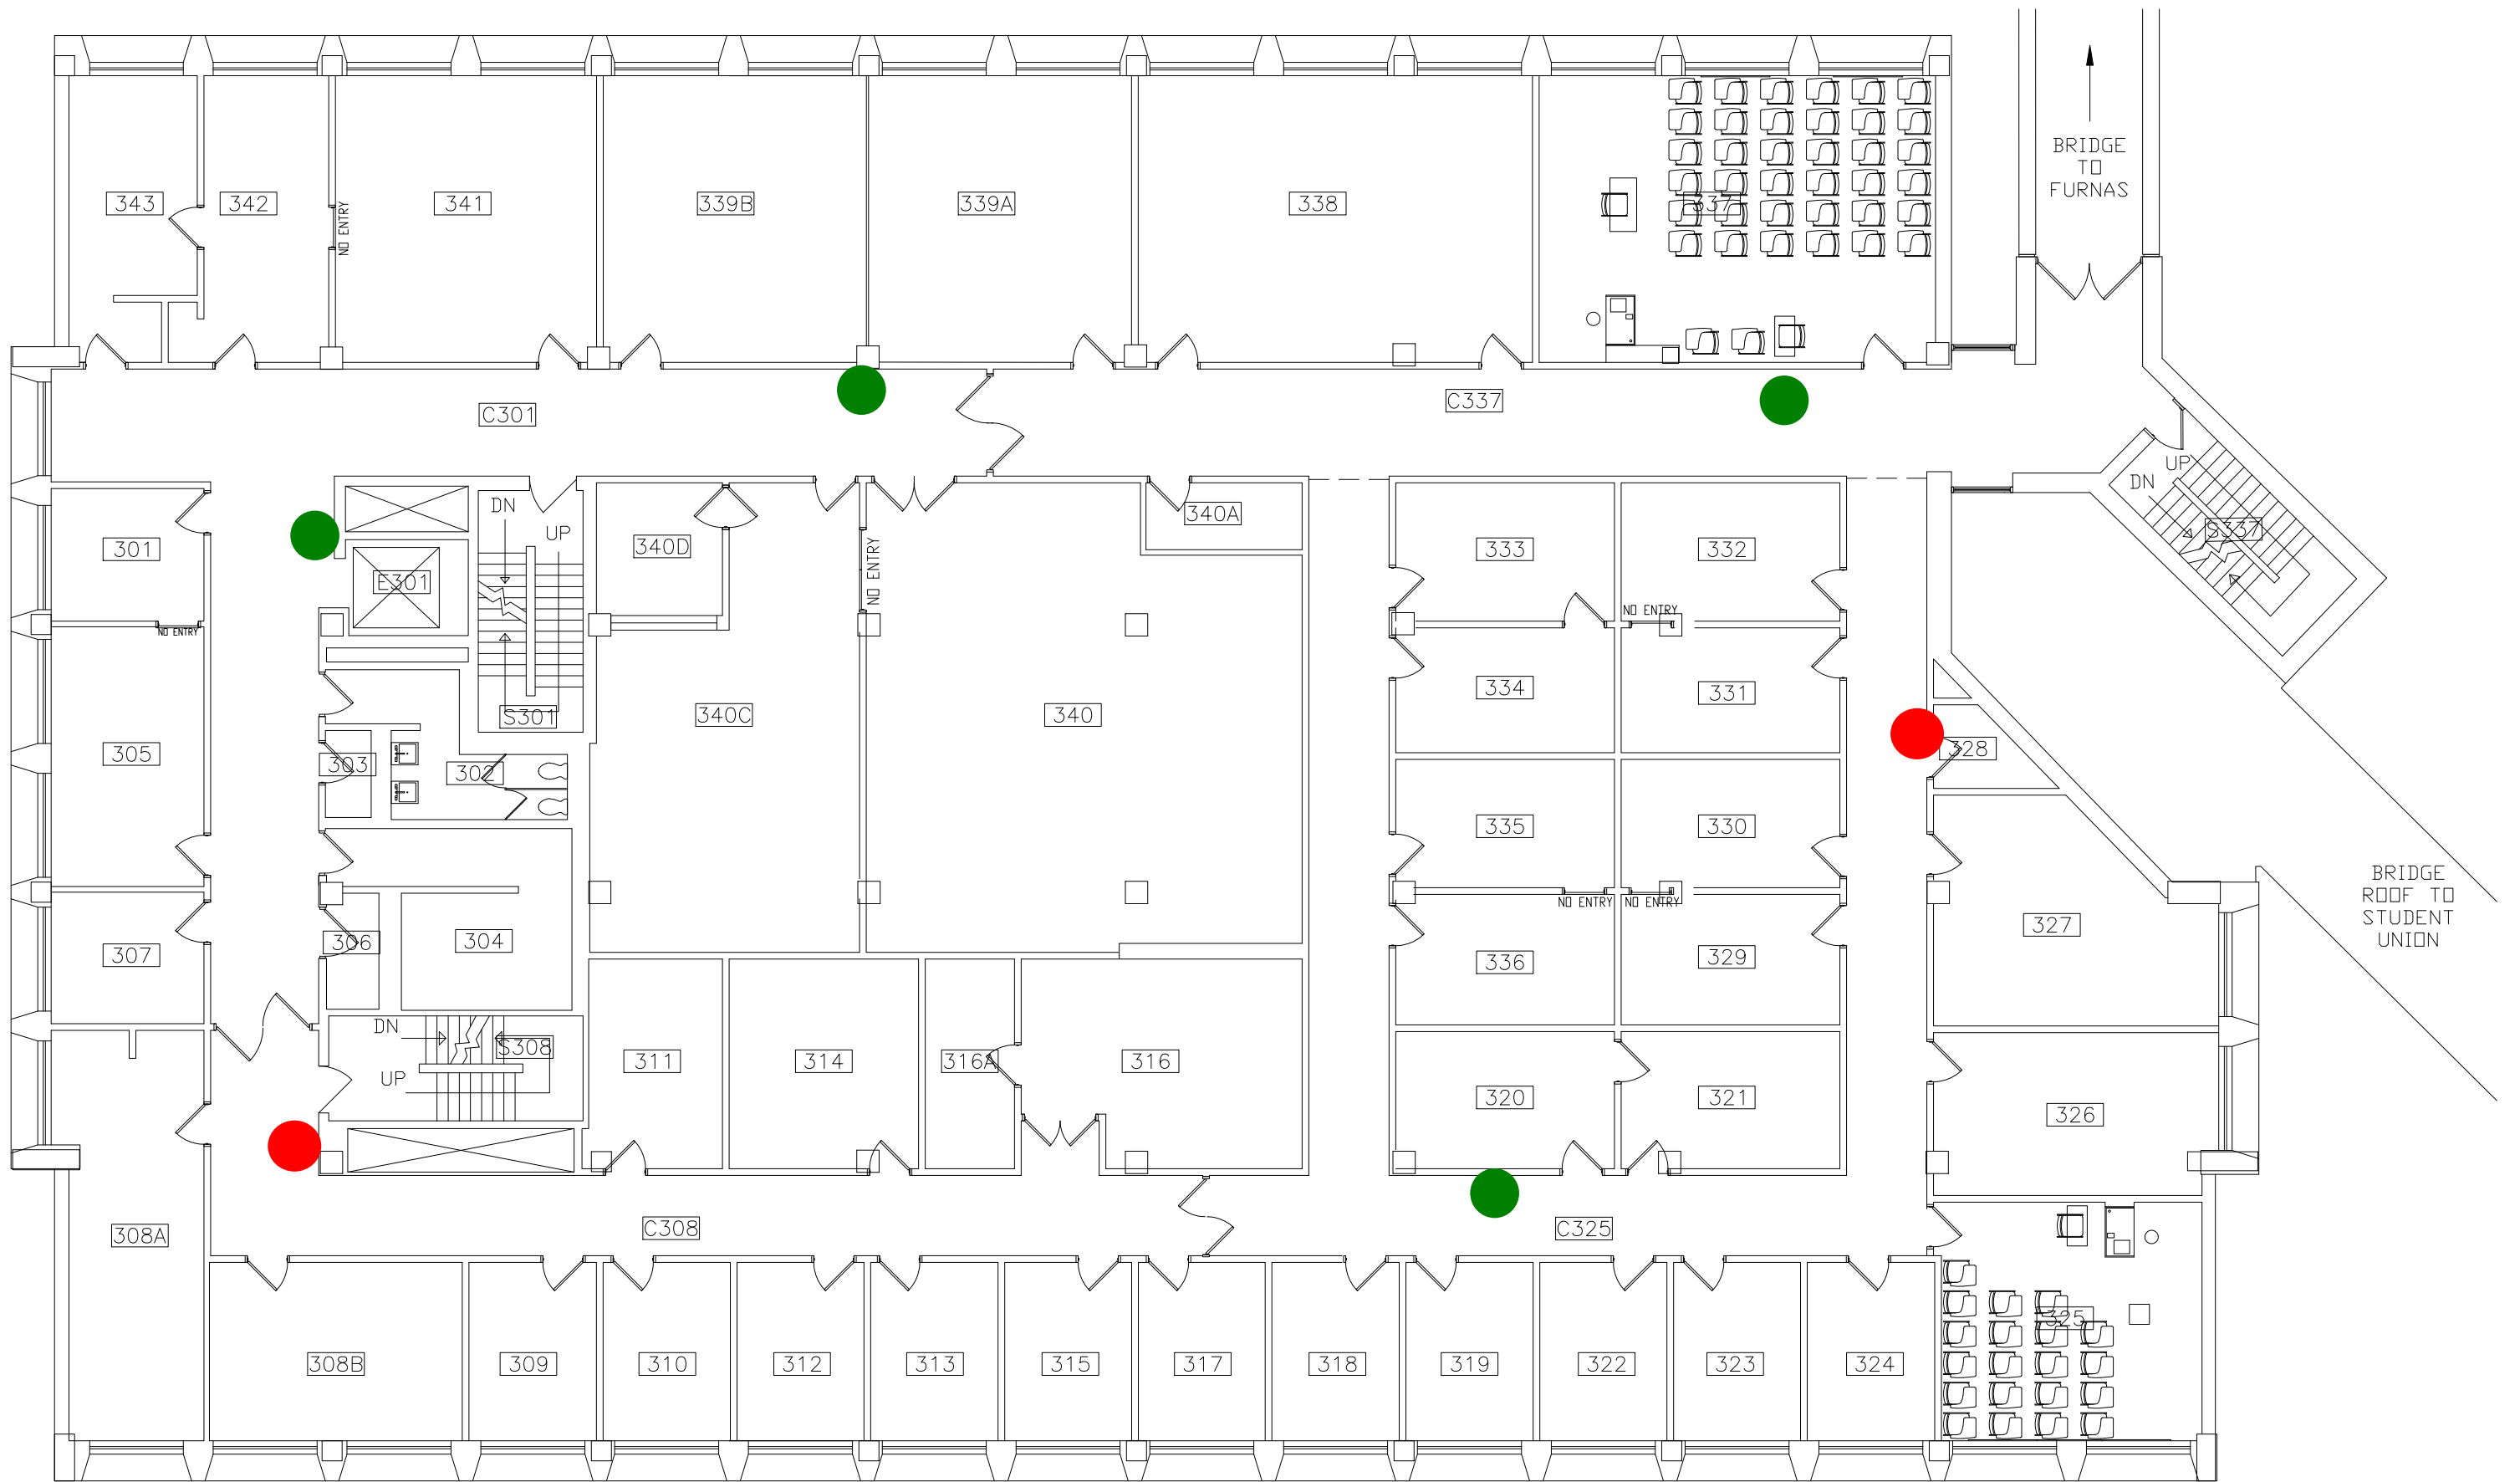 BRIDGE
TO
FURNAS
343
342
NO ENTRY
341
339B
339A
338
337
C301
C337
UP
DN
S337
301
NO ENTRY
E301
DN
UP
S301
340D
NO ENTRY
340A
333
332
NO ENTRY
305
303
302
340C
340
334
331
328
335
330
NO ENTRY
NO ENTRY
BRIDGE
ROOF TO
STUDENT
UNION
307
306
304
336
329
327
DN
UP
S308
311
314
316A
316
320
321
326
308A
C308
C325
325
308B
309
310
312
313
315
317
318
319
322
323
324